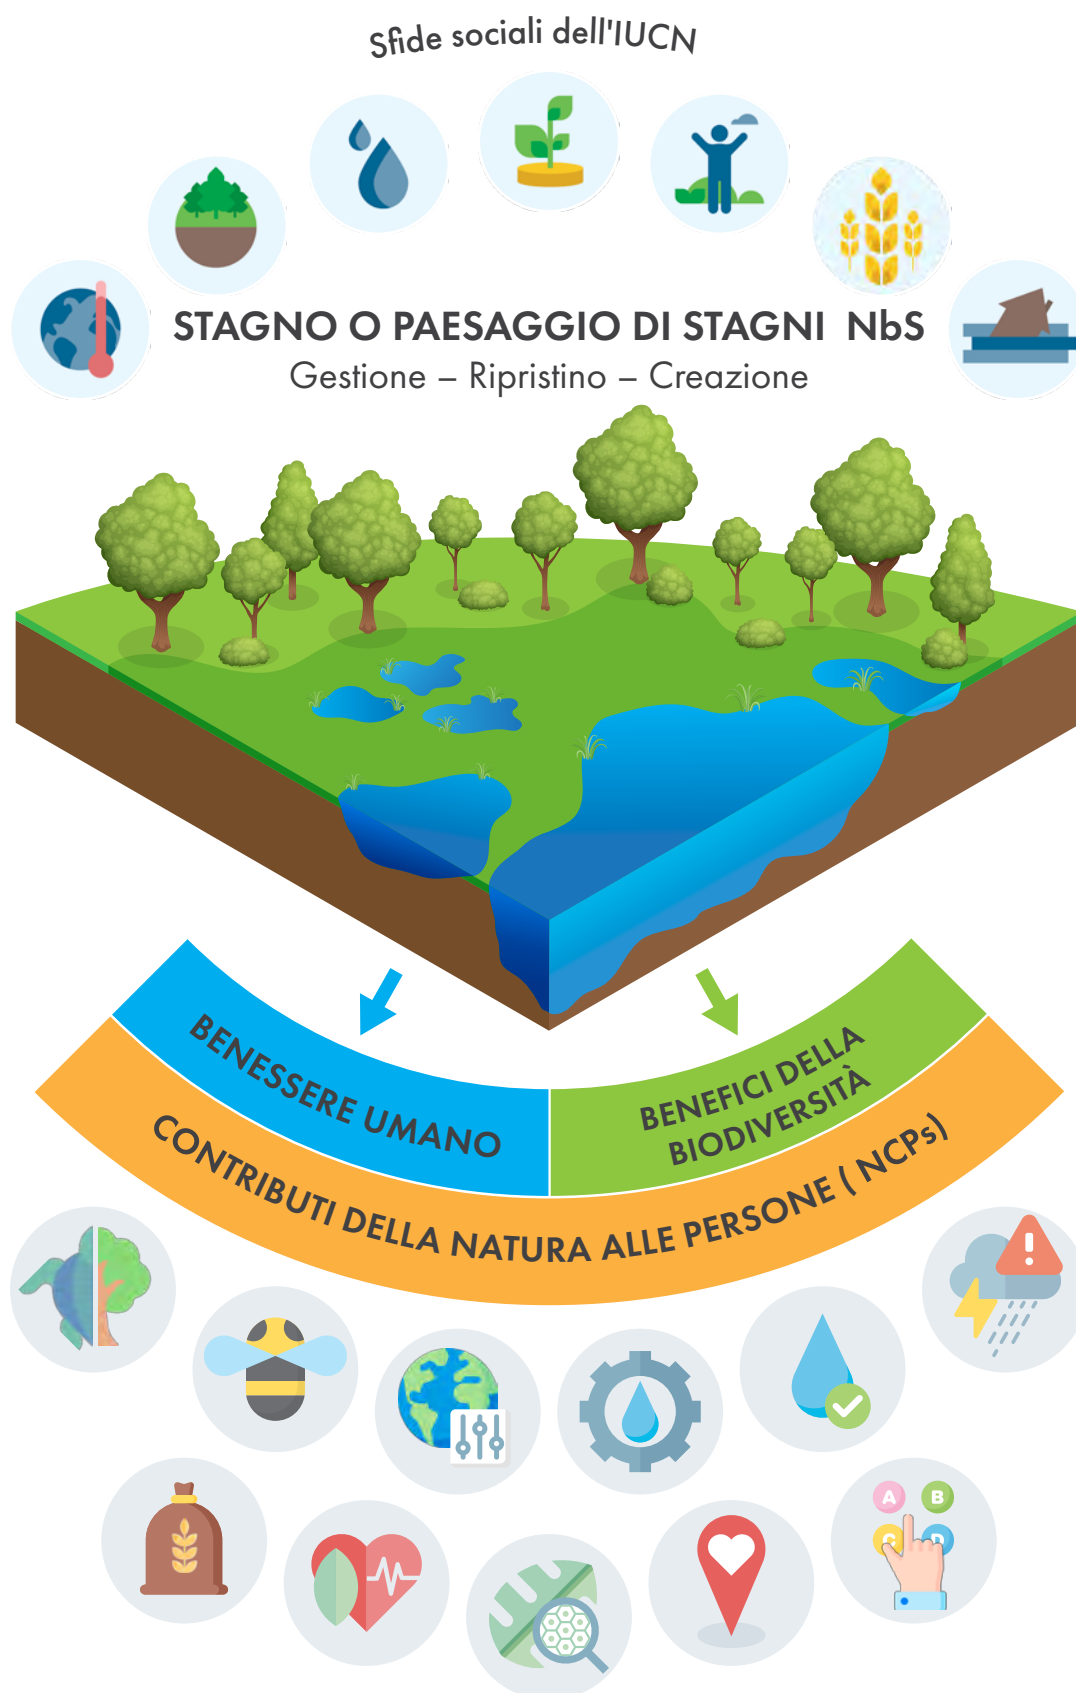 Sfide sociali dell'IUCN
STAGNO O PAESAGGIO DI STAGNI NbS
Gestione – Ripristino – Creazione
BENESSERE UMANO
BENEFICI DELLA
BIODIVERSITÀ
CONTRIBUTI DELLA NATURA ALLE PERSONE ( NCPs)
A B
C D